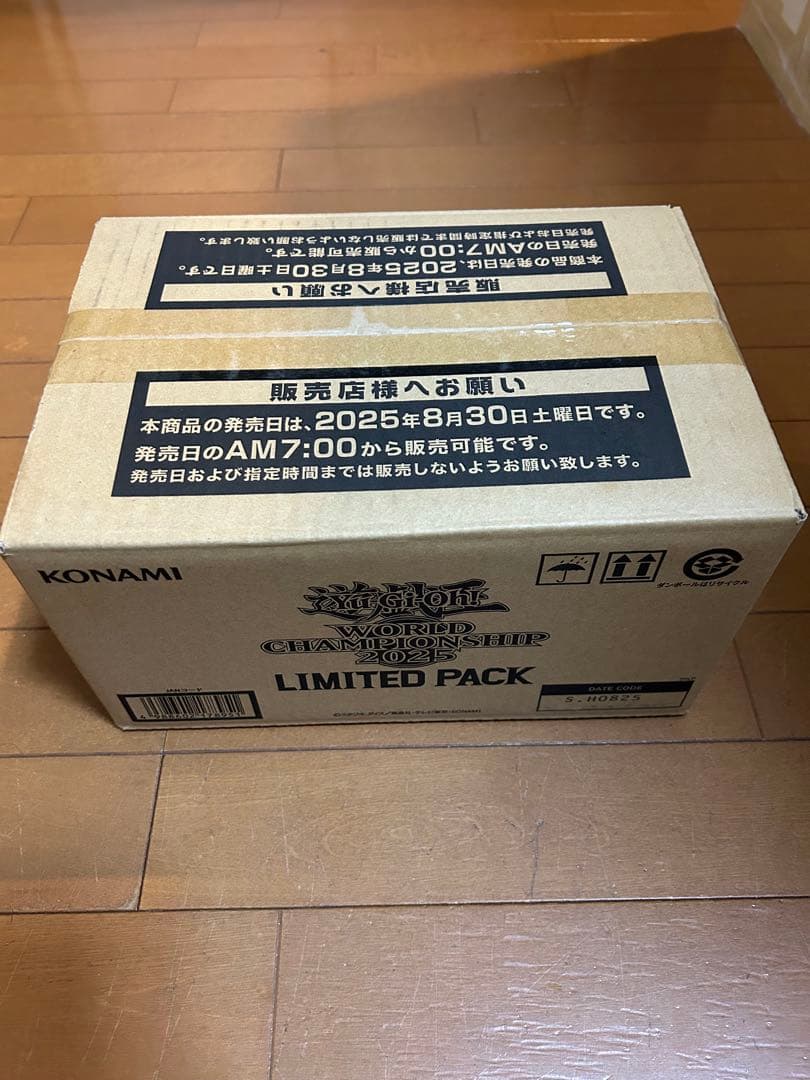 発売日および指定時間までは販売しないようお願い致します。
発売日のAM7:00から販売可能です。
本商品の発売日は、2025年8月30日土曜日です。
販売店様へお願い
販売店様へお願い
本商品の発売日は、2025年8月30日土曜日です。
発売日のAM7:00から販売可能です。
発売日および指定時間までは販売しないようお願い致します。
KONAMI
遊戯王
Yu-Gi-Oh!
WORLD
CHAMPIONSHIP
2025
LIMITED PACK
ダンボールはリサイクル
JANコード
DATE CODE
S.H0825